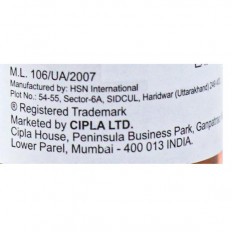 M.L. 106/UA/2007
Manufactured by: HSN International
Plot No.: 54-55, Sector-6A, SIDCUL, Haridwar (Uttarakhand)
® Registered Trademark
Marketed by CIPLA LTD.
Cipla House, Peninsula Business Park, Ganpatrao
Lower Parel, Mumbai - 400 013 INDIA.